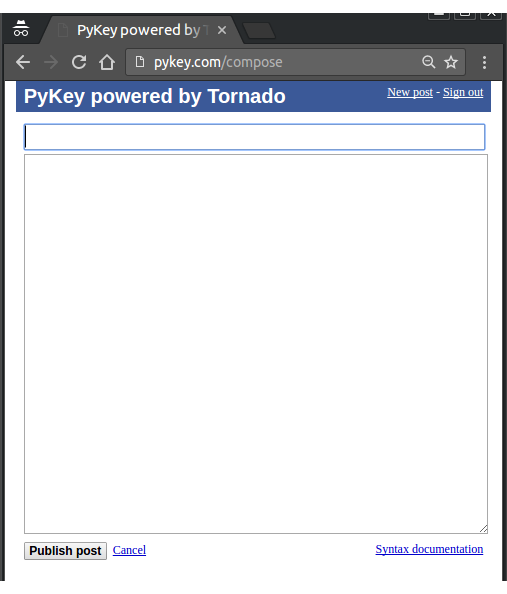 PyKey powered by T
pykey.com/compose
PyKey powered by Tornado
New post - Sign out
Publish post Cancel
Syntax documentation